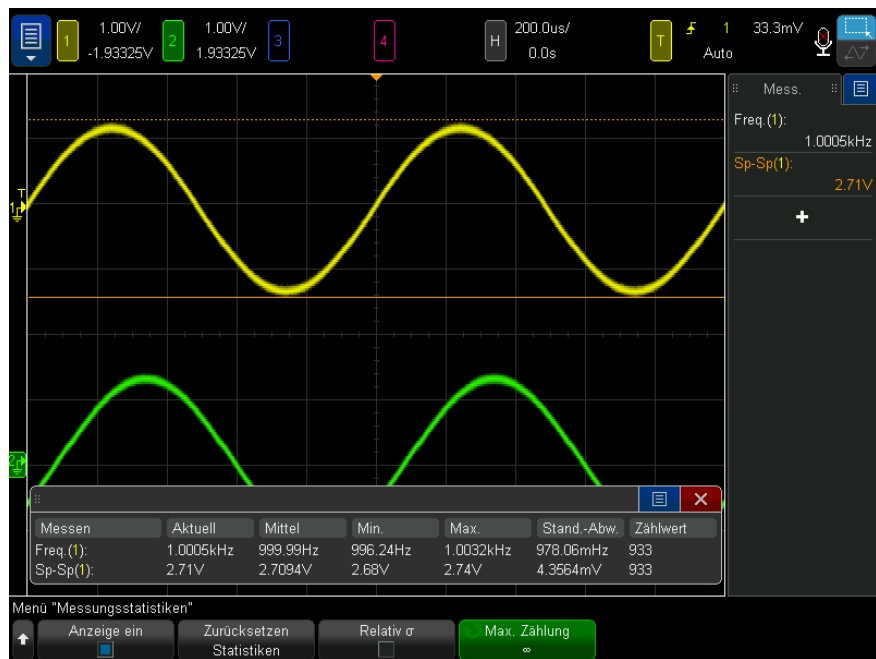 1 1.00V/ 2 1.00V/ 3 4 H 200.0us/ T 1 33.3mV
-1.93325V 1.93325V 0.0s Auto
Mess.
Freq.(1):
1.0005kHz
Sp-Sp(1):
2.71V
+
T
1
2
Messen Aktuell Mittel Min. Max. Stand.-Abw. Zählwert
Freq.(1): 1.0005kHz 999.99Hz 996.24Hz 1.0032kHz 978.06mHz 933
Sp-Sp(1): 2.71V 2.7094V 2.68V 2.74V 4.3564mV 933
Menü "Messungsstatistiken"
Anzeige ein Zurücksetzen Relativ σ Max. Zählung
Statistiken ∞